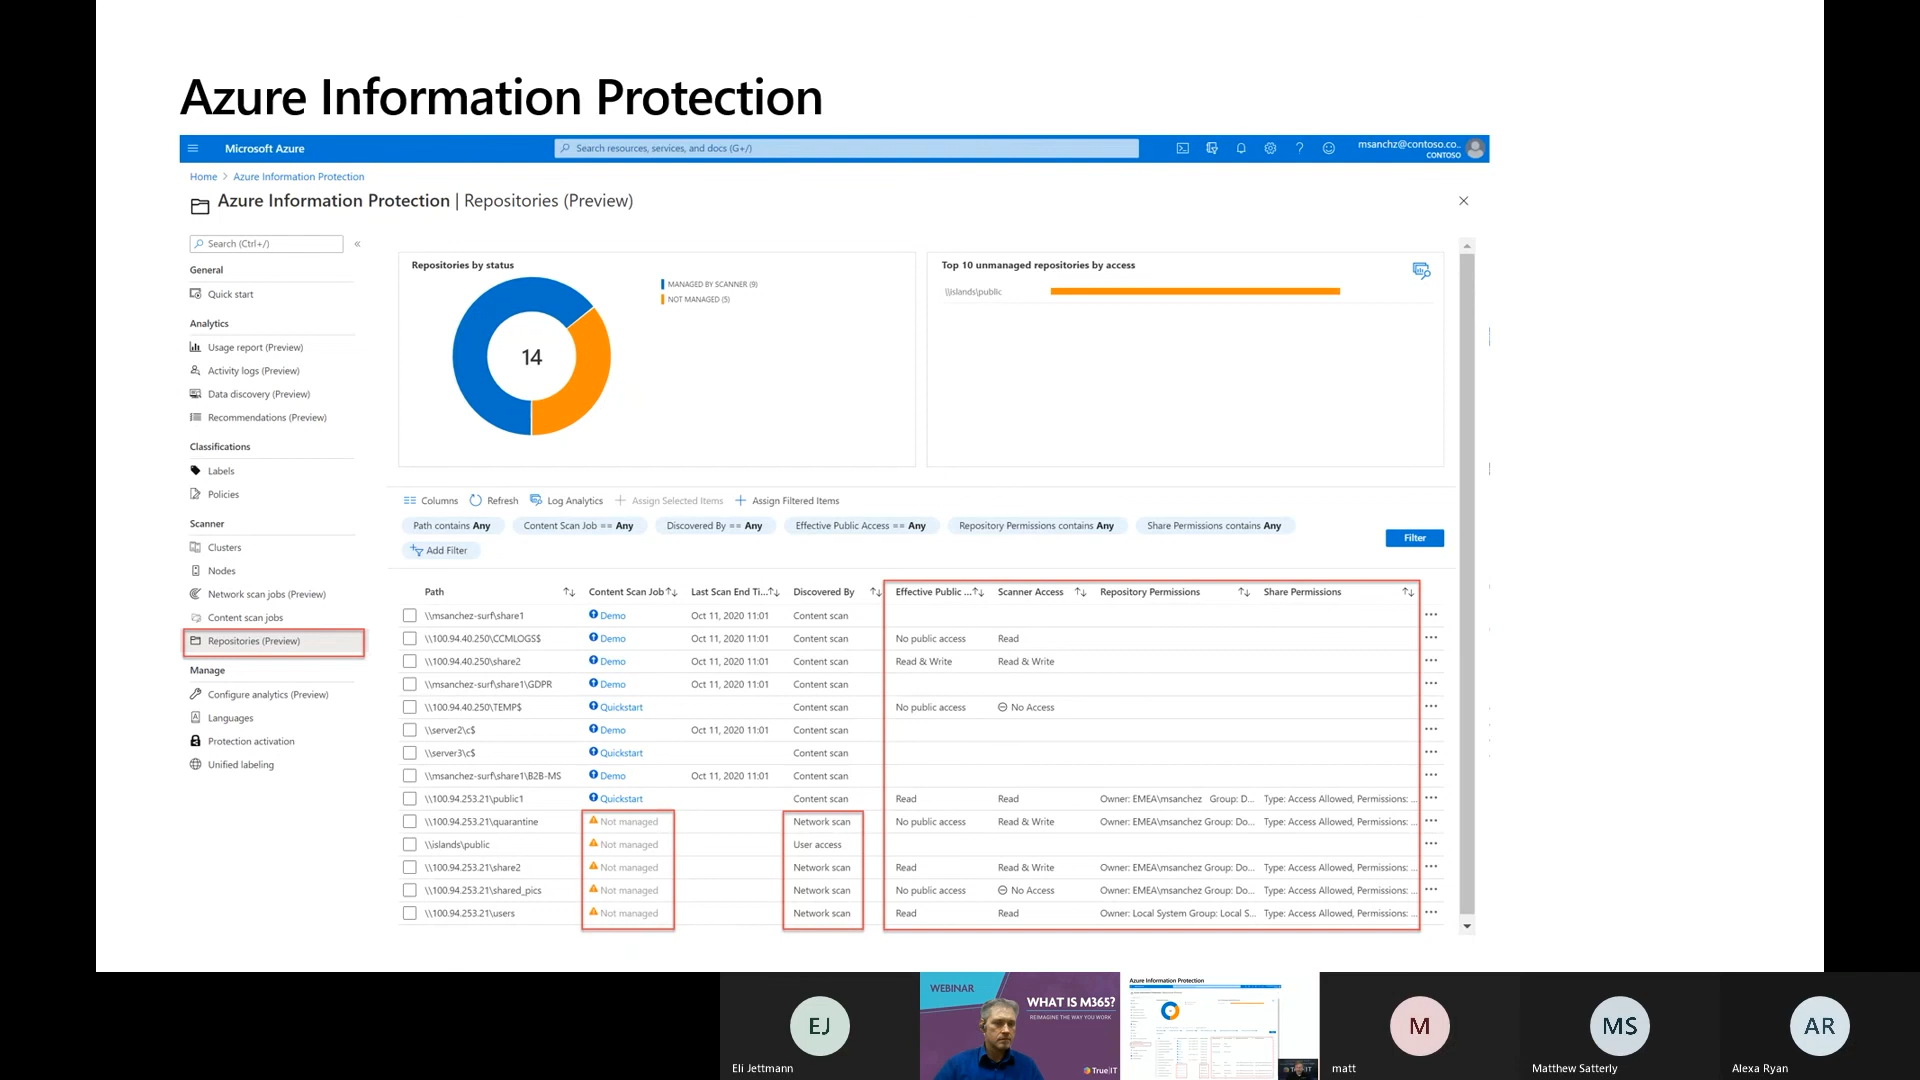 Azure Information Protection
Microsoft Azure
Search resources, services, and docs (G+/)
msanchz@contoso.co...
CONTOSO
Home > Azure Information Protection
Azure Information Protection | Repositories (Preview)
Search (Ctrl+/)
General
Quick start
Analytics
Usage report (Preview)
Activity logs (Preview)
Data discovery (Preview)
Recommendations (Preview)
Classifications
Labels
Policies
Scanner
Clusters
Nodes
Network scan jobs (Preview)
Content scan jobs
Repositories (Preview)
Manage
Configure analytics (Preview)
Languages
Protection activation
Unified labeling
Repositories by status
14
MANAGED BY SCANNER (9)
NOT MANAGED (5)
Top 10 unmanaged repositories by access
\\islands\public
Columns Refresh Log Analytics Assign Selected Items Assign Filtered Items
Path contains Any Content Scan Job == Any Discovered By == Any Effective Public Access == Any Repository Permissions contains Any Share Permissions contains Any
Add Filter
Filter
Path Content Scan Job Last Scan End Ti... Discovered By Effective Public ... Scanner Access Repository Permissions Share Permissions
\\msanchez-surf\share1 Demo Oct 11, 2020 11:01 Content scan
\\100.94.40.250\CCMLOGS$ Demo Oct 11, 2020 11:01 Content scan No public access Read
\\100.94.40.250\share2 Demo Oct 11, 2020 11:01 Content scan Read & Write Read & Write
\\msanchez-surf\share1\GDPR Demo Oct 11, 2020 11:01 Content scan
\\100.94.40.250\TEMP$ Quickstart Content scan No public access No Access
\\server2\c$ Demo Oct 11, 2020 11:01 Content scan
\\server3\c$ Quickstart Content scan
\\msanchez-surf\share1\B2B-MS Demo Oct 11, 2020 11:01 Content scan
\\100.94.253.21\public1 Quickstart Content scan Read Read Owner: EMEA\msanchez Group: D... Type: Access Allowed, Permissions: ...
\\100.94.253.21\quarantine Not managed Network scan No public access Read & Write Owner: EMEA\msanchez Group: Do... Type: Access Allowed, Permissions: ...
\\islands\public Not managed User access
\\100.94.253.21\share2 Not managed Network scan Read Read & Write Owner: EMEA\msanchez Group: Do... Type: Access Allowed, Permissions: ...
\\100.94.253.21\shared_pics Not managed Network scan No public access No Access Owner: EMEA\msanchez Group: Do... Type: Access Allowed, Permissions: ...
\\100.94.253.21\users Not managed Network scan Read Read Owner: Local System Group: Local S... Type: Access Allowed, Permissions: ...
EJ
Eli Jettmann
WEBINAR
WHAT IS M365?
REIMAGINE THE WAY YOU WORK
TrueIT
Azure Information Protection
M
matt
MS
Matthew Satterly
AR
Alexa Ryan